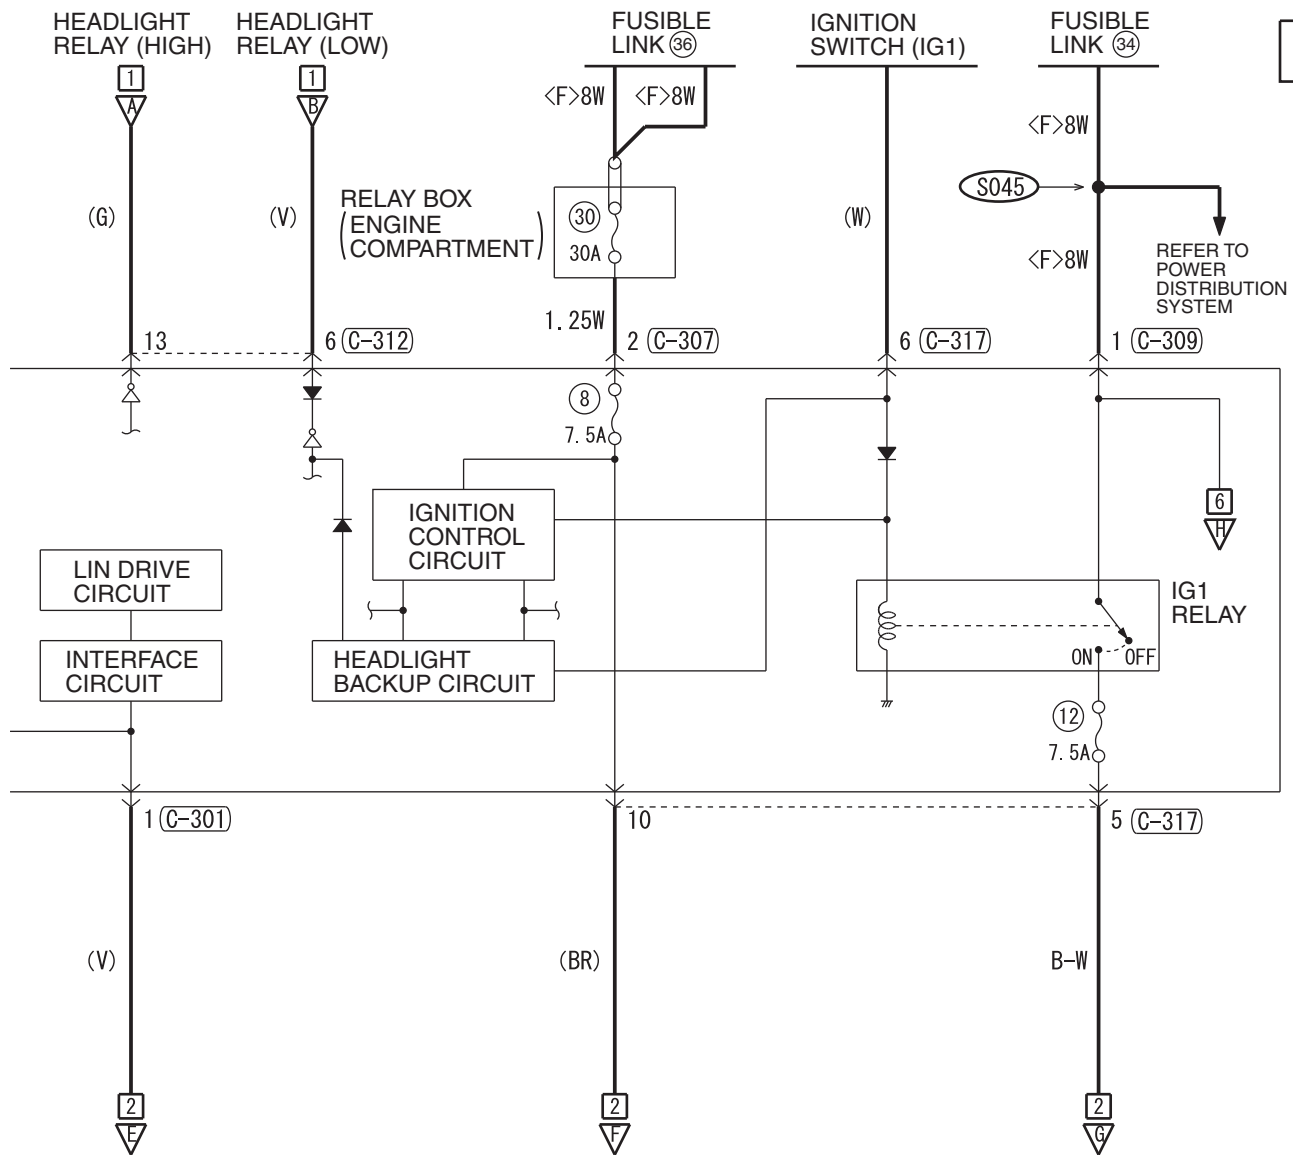 HEADLIGHT
RELAY (HIGH)
HEADLIGHT
RELAY (LOW)
FUSIBLE
LINK 36
IGNITION
SWITCH (IG1)
FUSIBLE
LINK 34
1
A
1
B
<F>8W
<F>8W
<F>8W
S045
(G)
(V)
RELAY BOX
(ENGINE
COMPARTMENT)
30
30A
(W)
<F>8W
REFER TO
POWER
DISTRIBUTION
SYSTEM
1.25W
13
6 (C-312)
2 (C-307)
6 (C-317)
1 (C-309)
8
7.5A
6
H
IGNITION
CONTROL
CIRCUIT
LIN DRIVE
CIRCUIT
IG1
RELAY
INTERFACE
CIRCUIT
HEADLIGHT
BACKUP CIRCUIT
ON
OFF
12
7.5A
1 (C-301)
10
5 (C-317)
(V)
(BR)
B-W
2
E
2
F
2
G